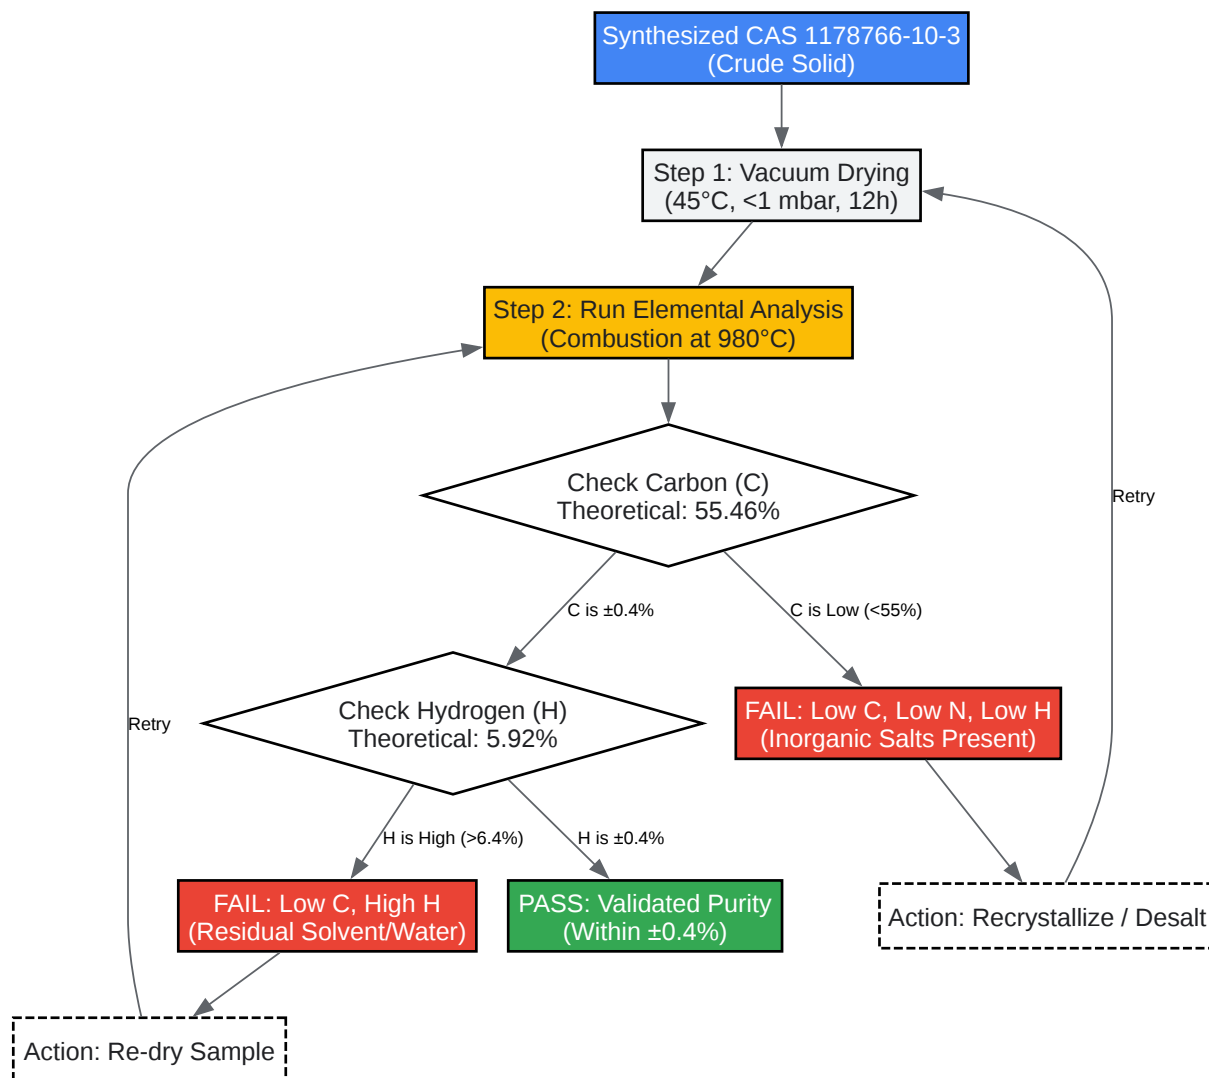 Synthesized CAS 1178766-10-3
(Crude Solid)
Step 1: Vacuum Drying
(45°C, <1 mbar, 12h)
Step 2: Run Elemental Analysis
(Combustion at 980°C)
Check Carbon (C)
Theoretical: 55.46%
Retry
C is ±0.4%
C is Low (<55%)
Check Hydrogen (H)
Theoretical: 5.92%
FAIL: Low C, Low N, Low H
(Inorganic Salts Present)
Retry
H is High (>6.4%)
H is ±0.4%
FAIL: Low C, High H
(Residual Solvent/Water)
PASS: Validated Purity
(Within ±0.4%)
Action: Recrystallize / Desalt
Action: Re-dry Sample